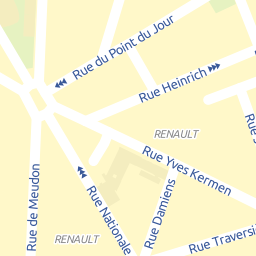 Rue du Point du Jour
Rue Heinrich
RENAULT
Rue Yves Kermen
Rue de Meudon
Rue Nationale
Rue Damiens
RENAULT
Rue Traversi